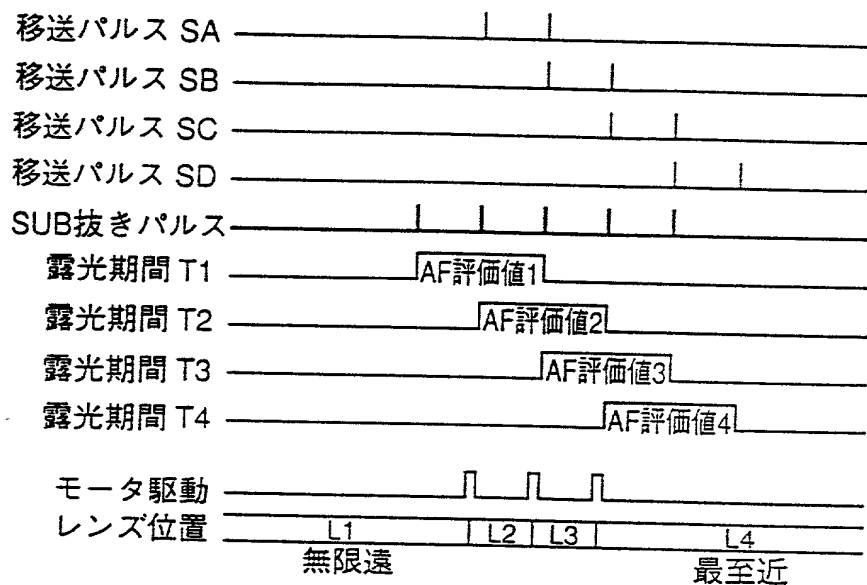 移送パルス SA
移送パルス SB
移送パルス SC
移送パルス SD
SUB抜きパルス
露光期間 T1 AF評価値1
露光期間 T2 AF評価値2
露光期間 T3 AF評価値3
露光期間 T4 AF評価値4
モータ駆動
レンズ位置 L1 L2 L3 L4
無限遠 最至近